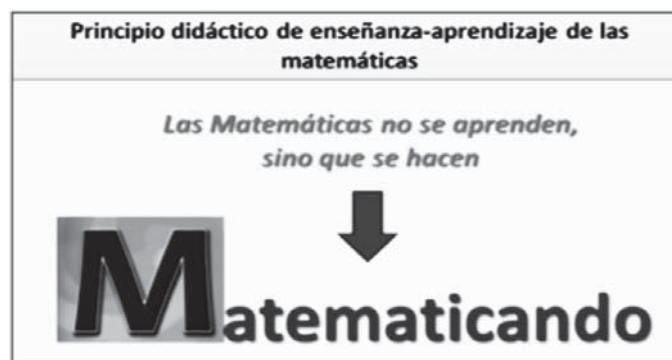 Principio didáctico de enseñanza-aprendizaje de las
matemáticas
Las Matemáticas no se aprenden,
sino que se hacen
Matematicando